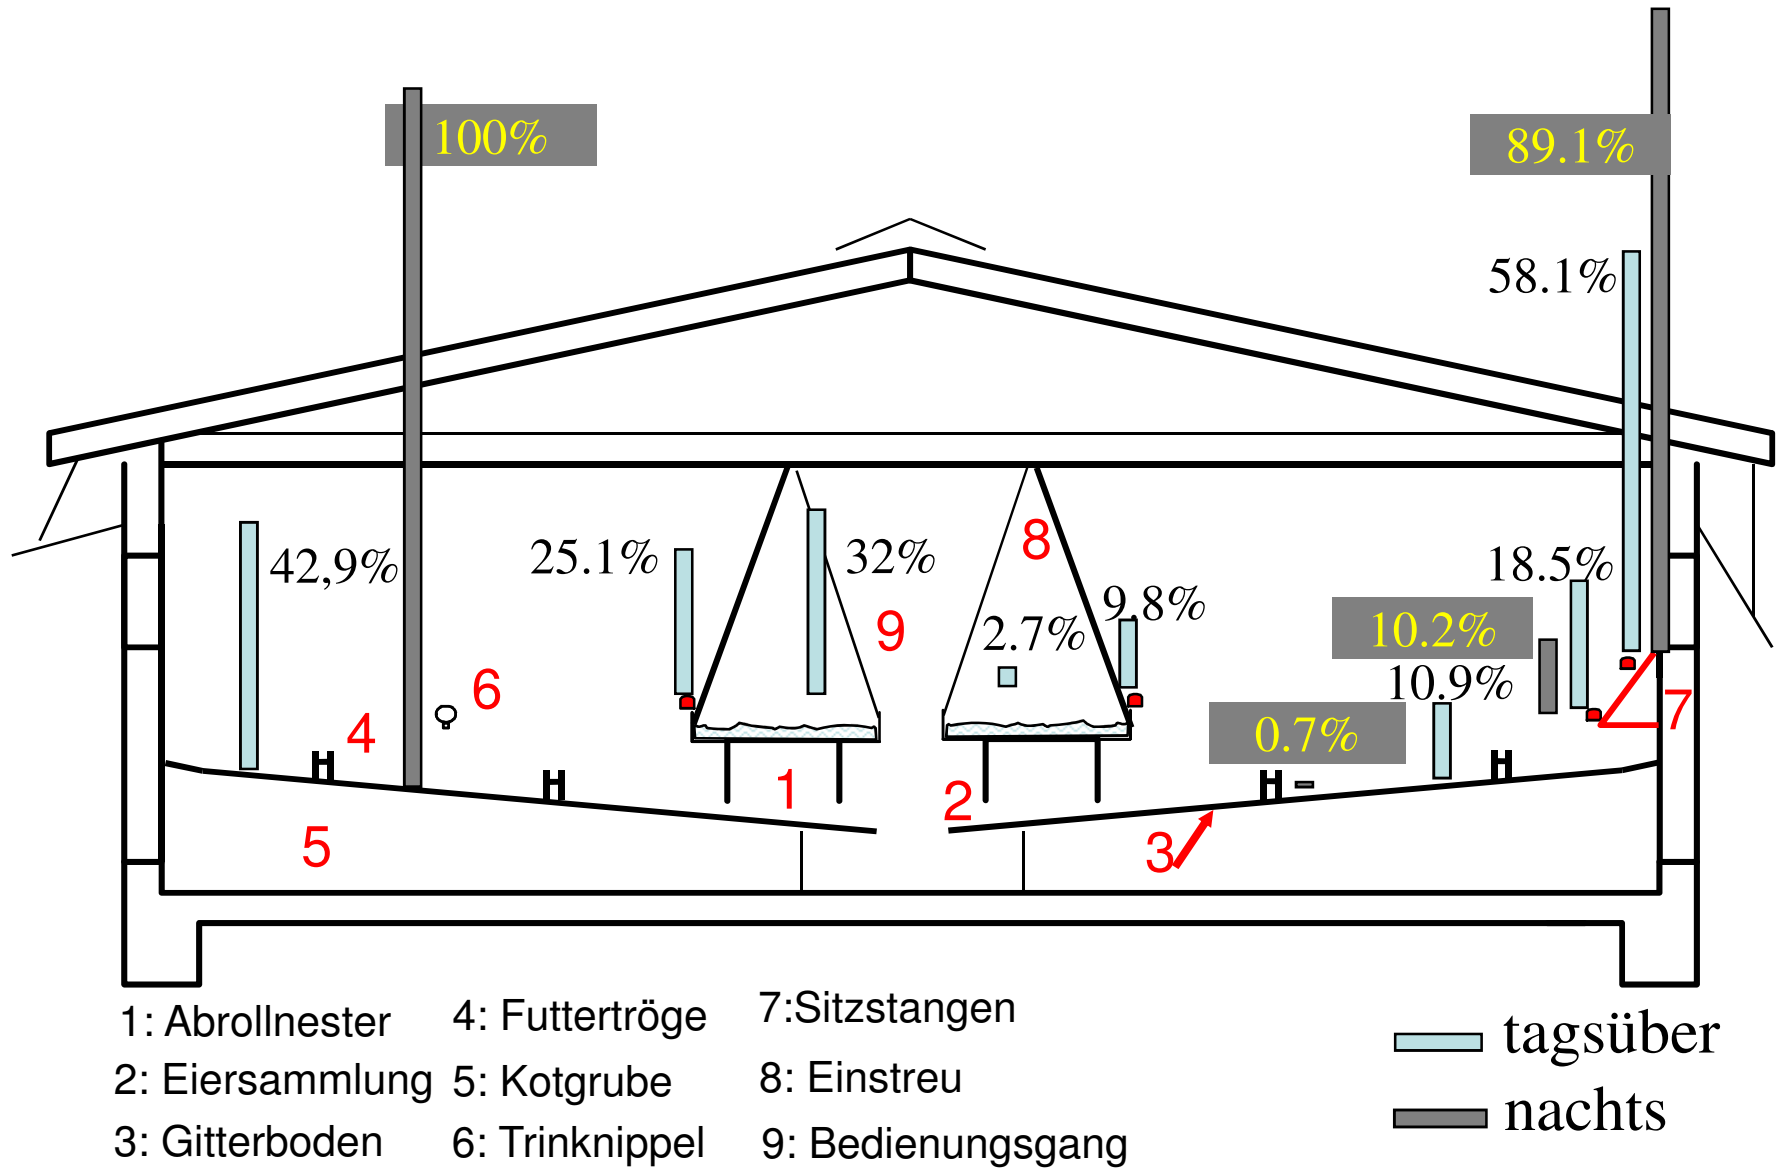 100%
89.1%
58.1%
42,9%
25.1%
32%
8
18.5%
9.8%
9
2.7%
10.2%
10.9%
6
7
4
0.7%
1
2
5
3
1: Abrollnester
2: Eiersammlung
3: Gitterboden
4: Futtertröge
5: Kotgrube
6: Trinknippel
7:Sitzstangen
8: Einstreu
9: Bedienungsgang
tagsüber
nachts